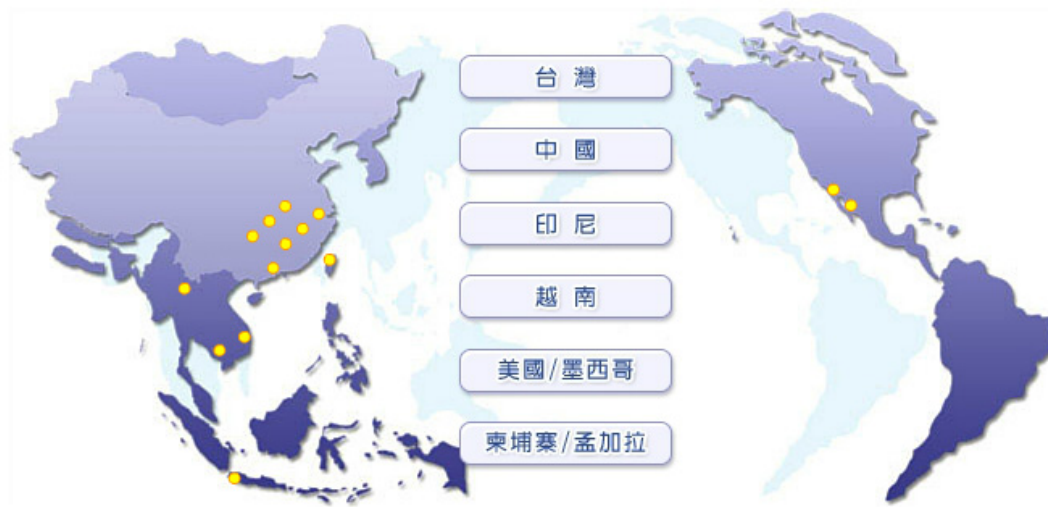 台 灣
中 國
印 尼
越 南
美國/墨西哥
柬埔寨/孟加拉